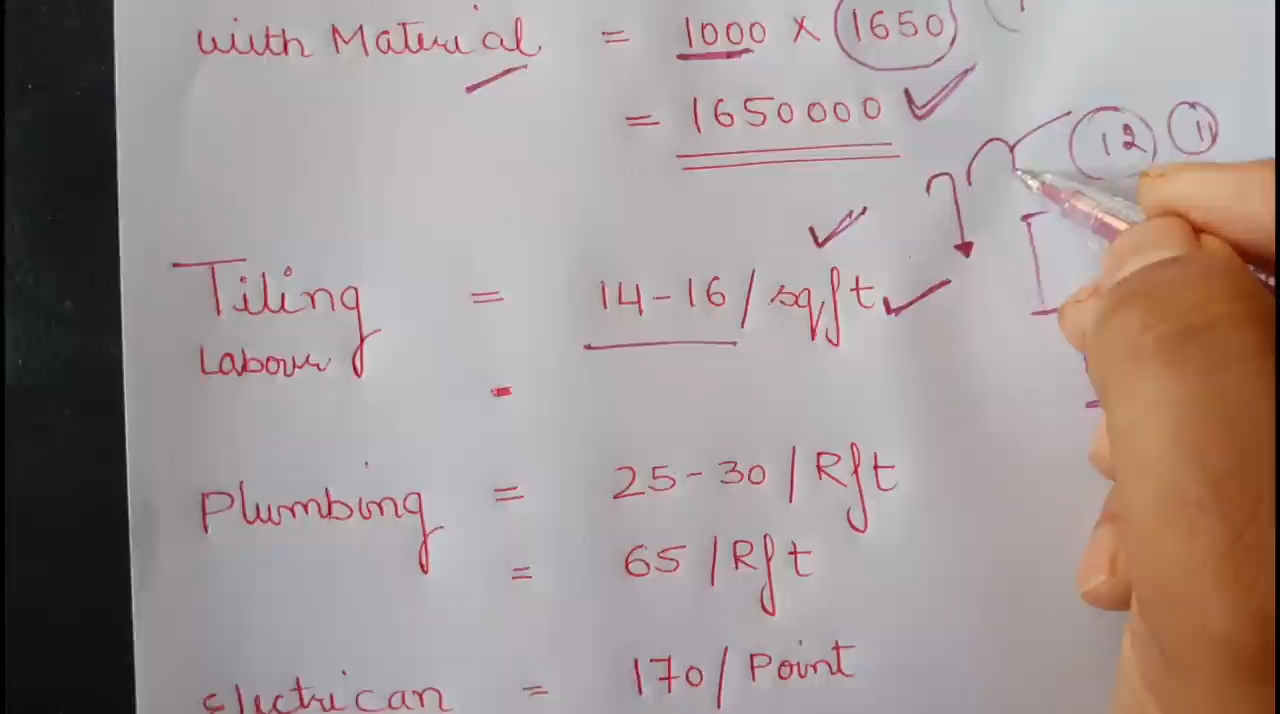 with Material = 1000 × 1650
= 1650000
12 11
Tiling = 14-16/sqft
Labour
Plumbing = 25-30/Rft
= 65/Rft
Electrican = 170/Point